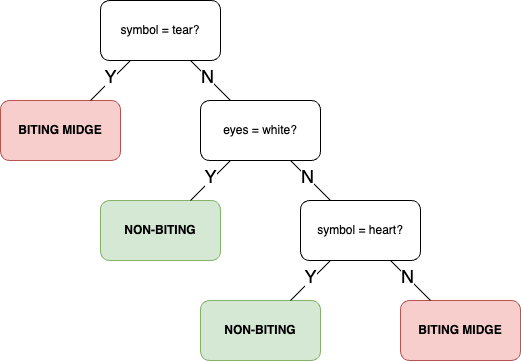 symbol = tear?
Y
N
BITING MIDGE
eyes = white?
Y
N
NON-BITING
symbol = heart?
Y
N
NON-BITING
BITING MIDGE